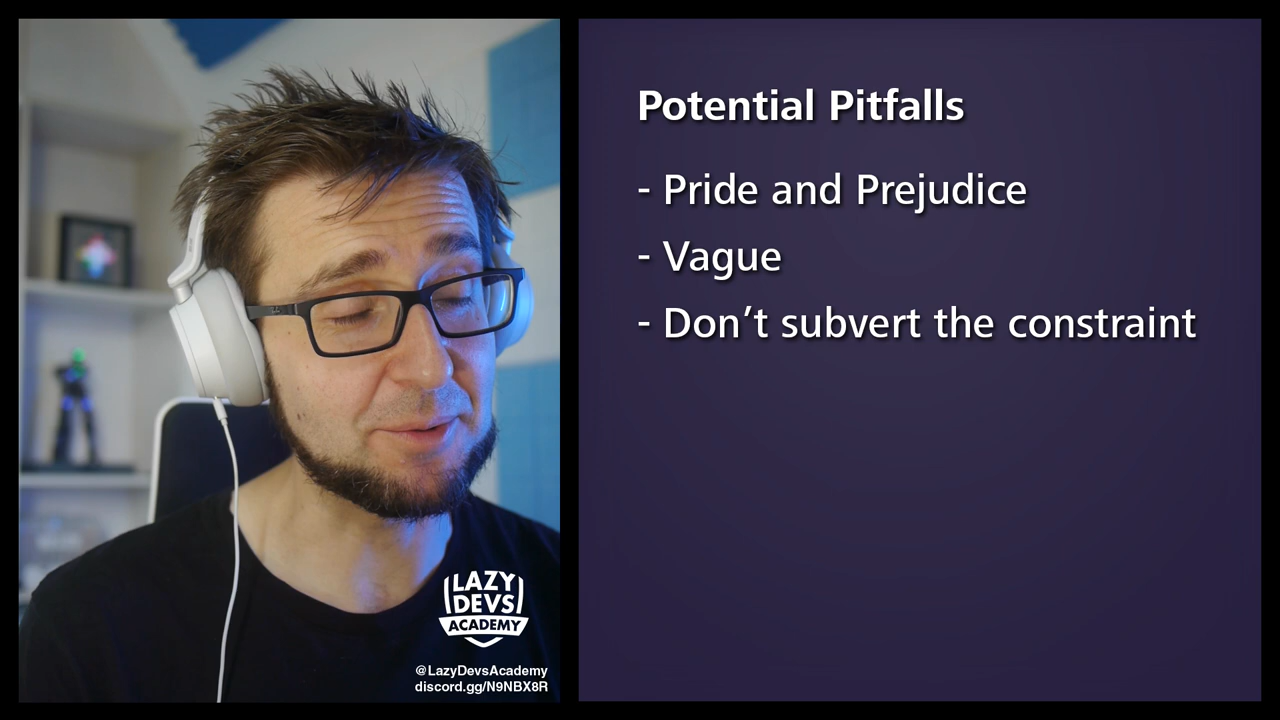 Potential Pitfalls
- Pride and Prejudice
- Vague
- Don’t subvert the constraint
LAZY
DEVS
ACADEMY
@LazyDevsAcademy
discord.gg/N9NBX8R